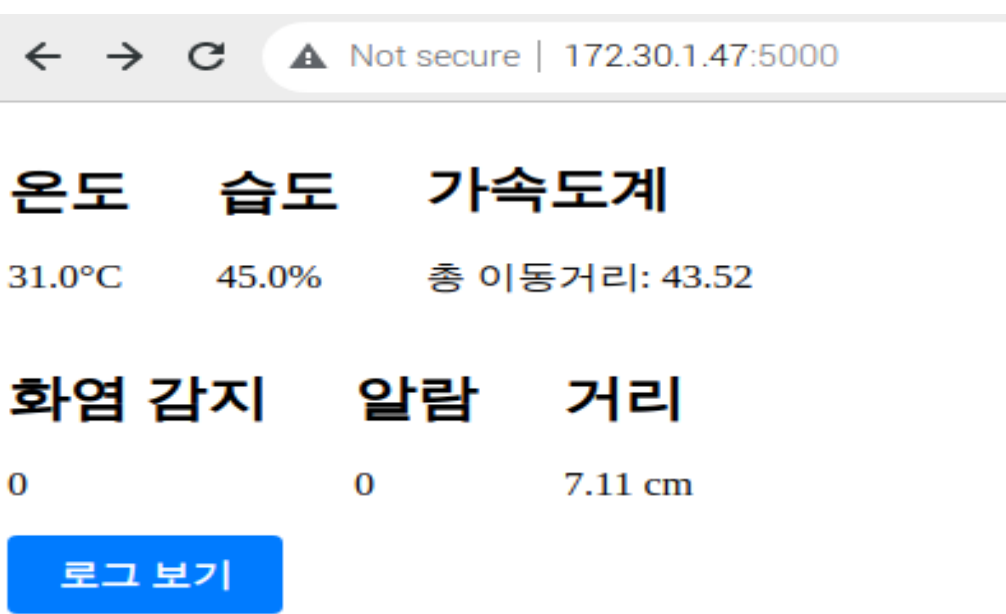 Not secure | 172.30.1.47:5000
온도 습도 가속도계
31.0°C 45.0% 총 이동거리: 43.52
화염 감지 알람 거리
0 0 7.11 cm
로그 보기